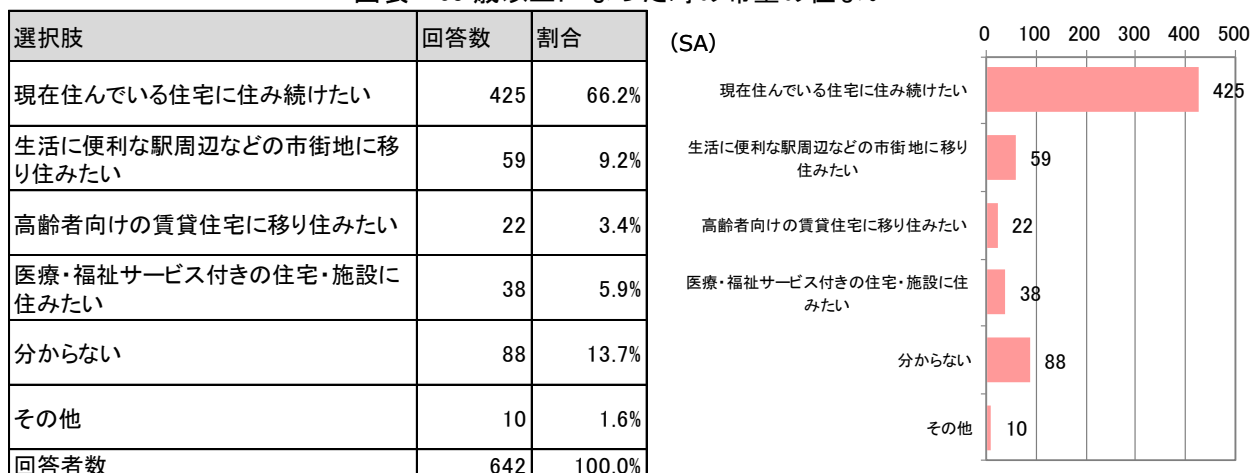 選択肢 回答数 割合
現在住んでいる住宅に住み続けたい 425 66.2%
生活に便利な駅周辺などの市街地に移
り住みたい 59 9.2%
高齢者向けの賃貸住宅に移り住みたい 22 3.4%
医療・福祉サービス付きの住宅・施設に
住みたい 38 5.9%
分からない 88 13.7%
その他 10 1.6%
回答者数 642 100.0%
(SA)
0 100 200 300 400 500
現在住んでいる住宅に住み続けたい 425
生活に便利な駅周辺などの市街地に移り
住みたい 59
高齢者向けの賃貸住宅に移り住みたい 22
医療・福祉サービス付きの住宅・施設に住
みたい 38
分からない 88
その他 10